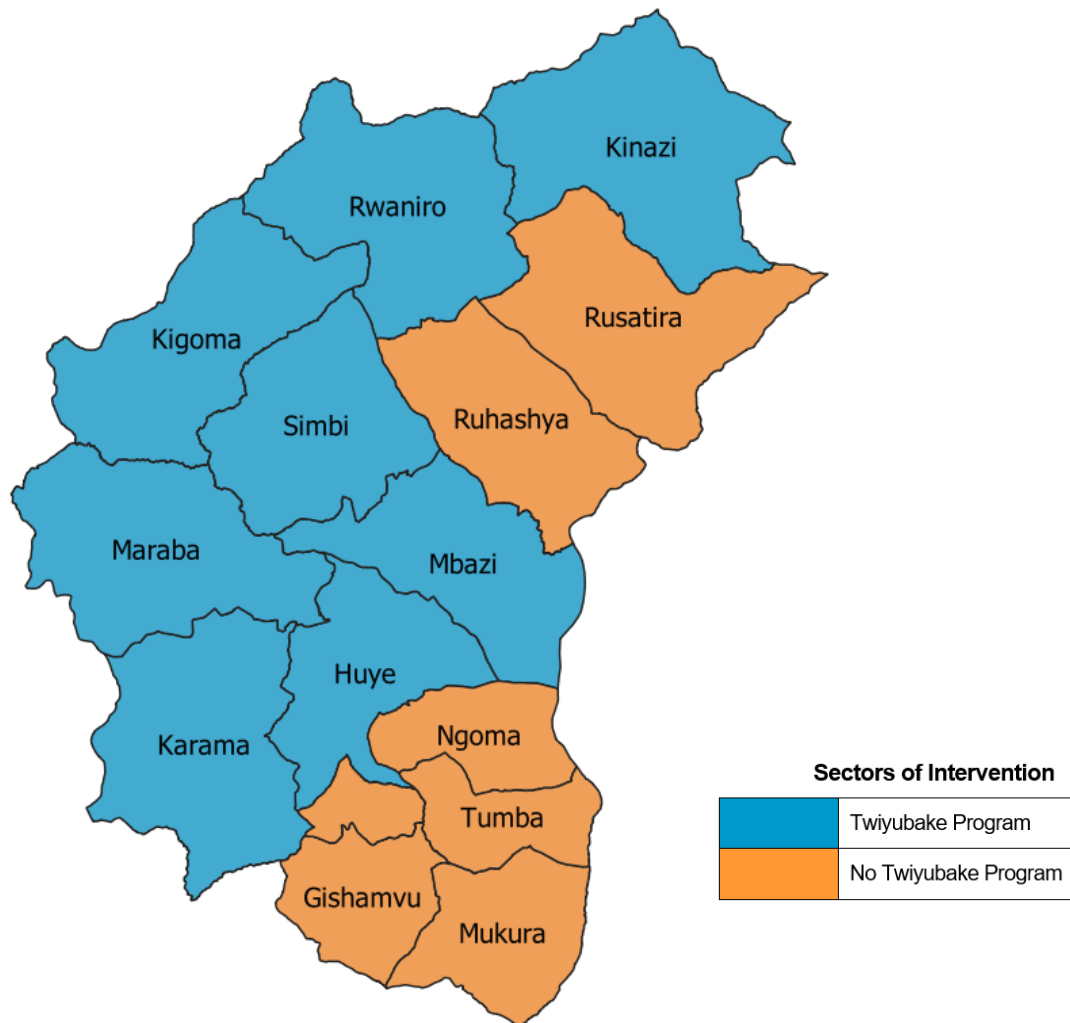 Kinazi
Rwaniro
Rusatira
Kigoma
Ruhashya
Simbi
Maraba
Mbazi
Huye
Ngoma
Karama
Tumba
Gishamvu
Mukura
Sectors of Intervention
Twiyubake Program
No Twiyubake Program